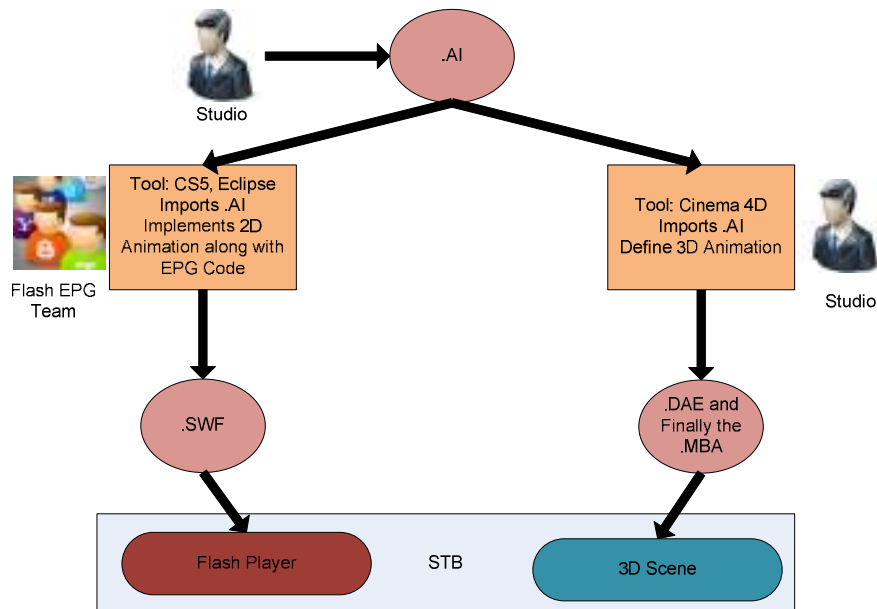 .AI
Studio
Tool: CS5, Eclipse
Imports .AI
Implements 2D
Animation along with
EPG Code
Flash EPG
Team
Tool: Cinema 4D
Imports .AI
Define 3D Animation
Studio
.SWF
.DAE and
Finally the
.MBA
Flash Player
STB
3D Scene